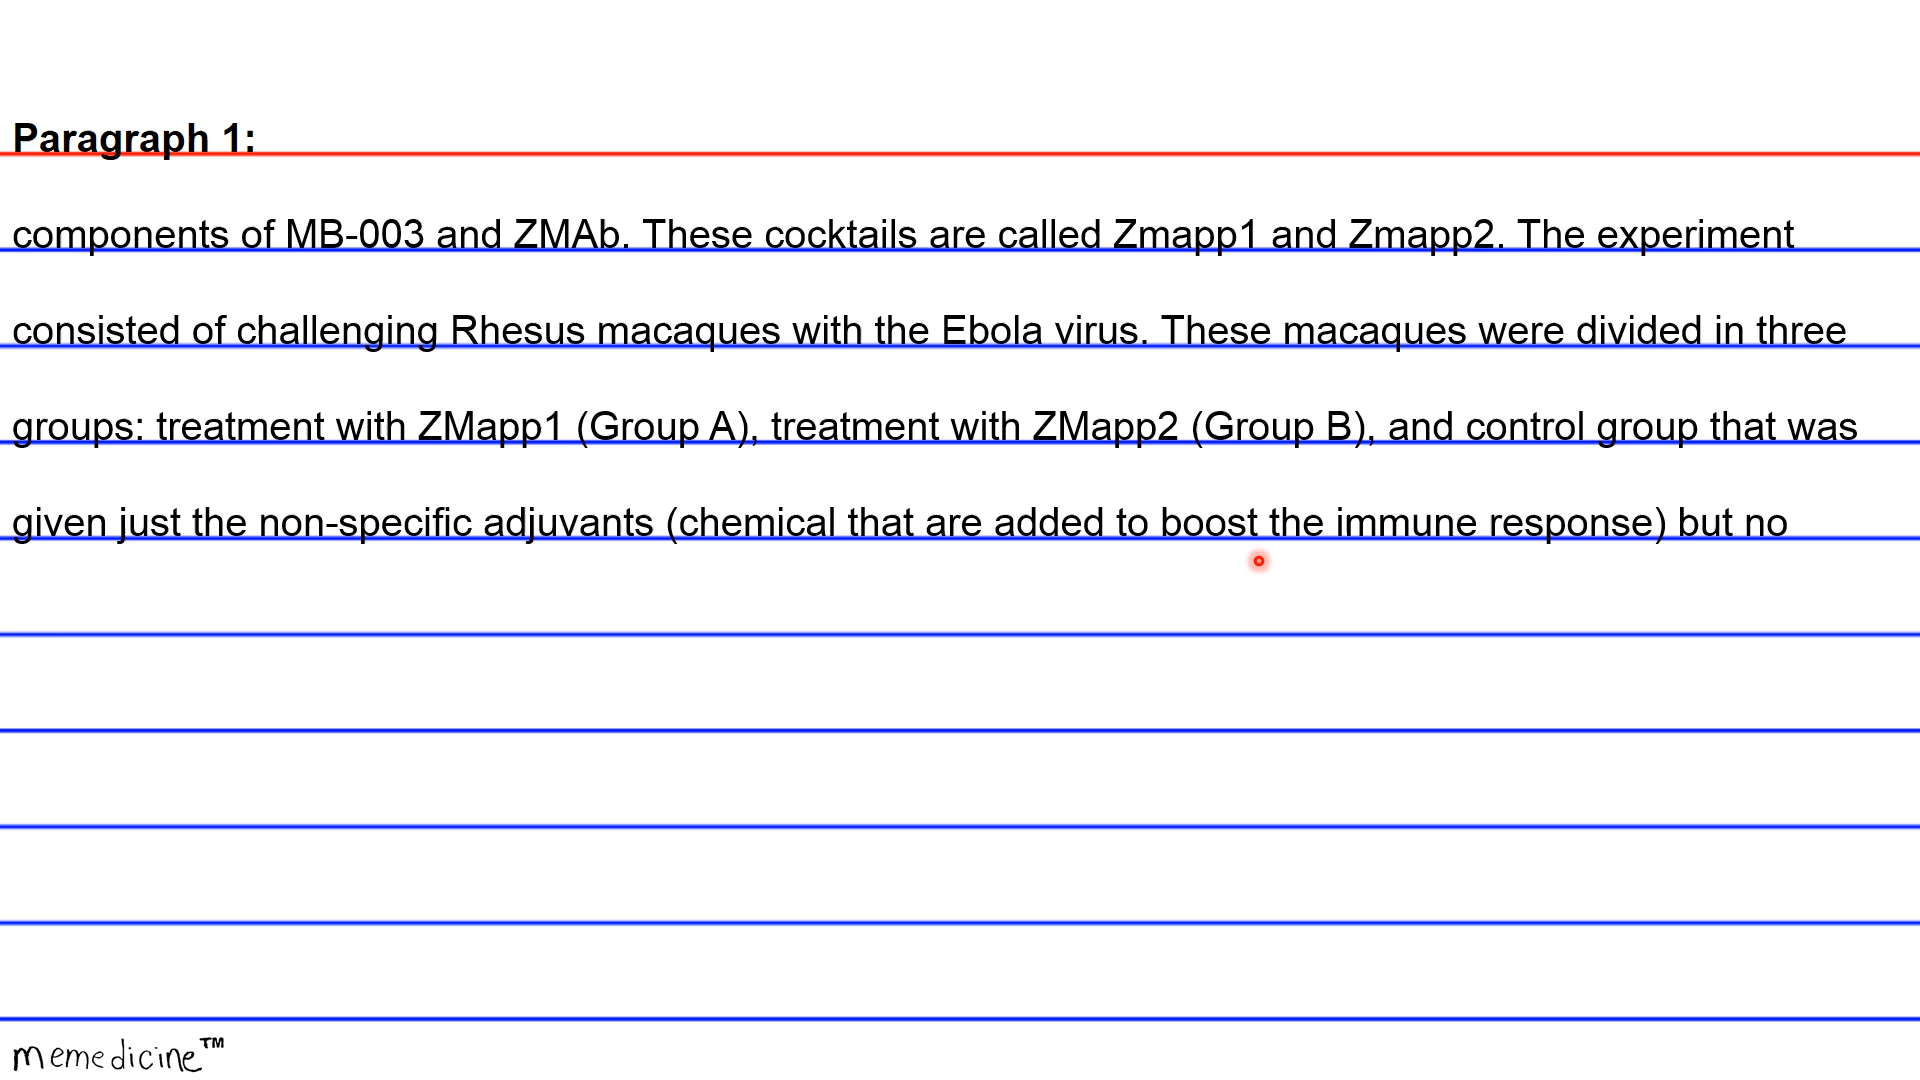 Paragraph 1:
components of MB-003 and ZMAb. These cocktails are called Zmapp1 and Zmapp2. The experiment
consisted of challenging Rhesus macaques with the Ebola virus. These macaques were divided in three
groups: treatment with ZMapp1 (Group A), treatment with ZMapp2 (Group B), and control group that was
given just the non-specific adjuvants (chemical that are added to boost the immune response) but no
memedicine™